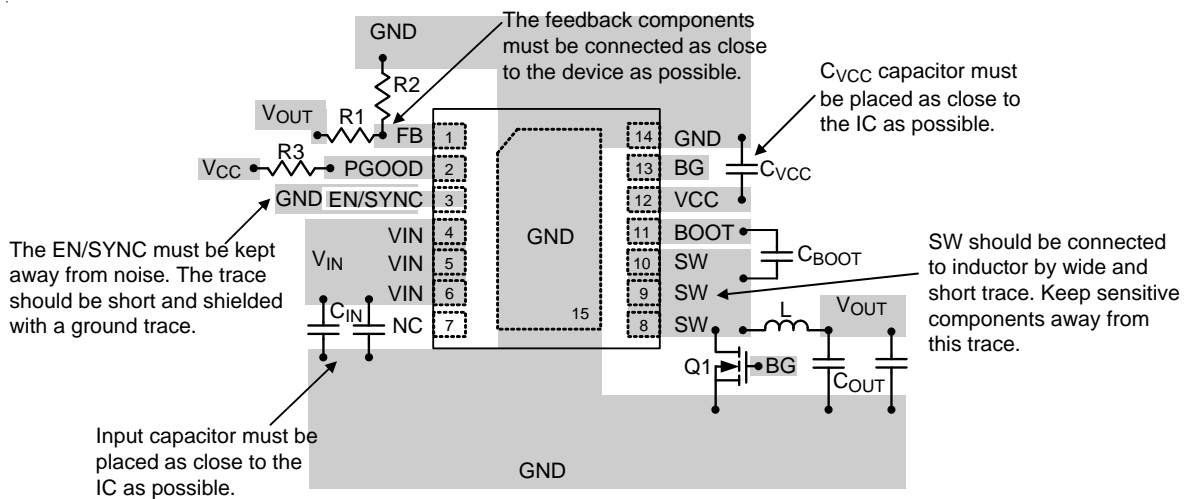 GND
The feedback components
must be connected as close
to the device as possible.
CVCC capacitor must
be placed as close to
the IC as possible.
R2
VOUT
R1
FB
1
14
GND
VCC
R3
PGOOD
2
13
BG
CVCC
GND
EN/SYNC
3
12
VCC
The EN/SYNC must be kept
away from noise. The trace
should be short and shielded
with a ground trace.
VIN
VIN
4
GND
11
BOOT
CBOOT
VIN
5
10
SW
VIN
6
9
SW
SW should be connected
to inductor by wide and
short trace. Keep sensitive
components away from
this trace.
CIN
NC
7
15
8
SW
L
VOUT
Q1
BG
COUT
Input capacitor must be
placed as close to the
IC as possible.
GND